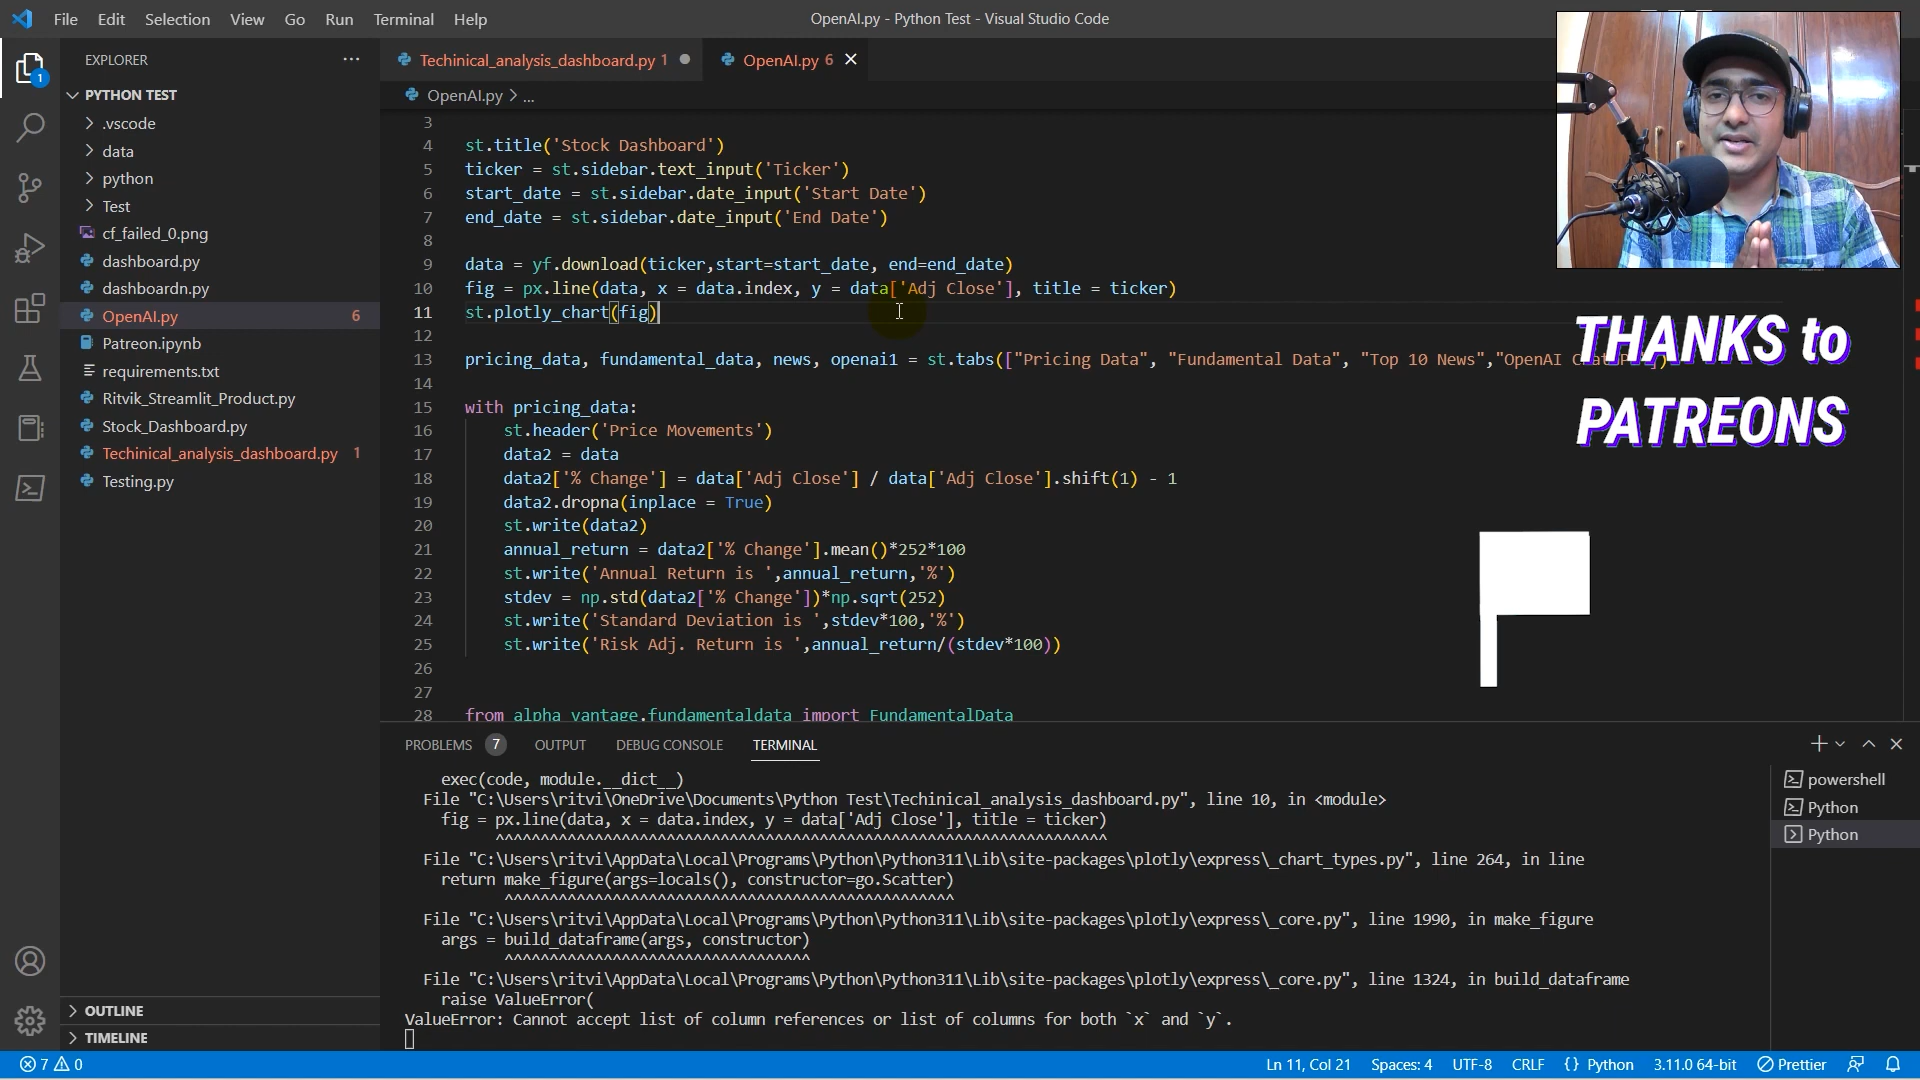 File Edit Selection View Go Run Terminal Help
OpenAI.py - Python Test - Visual Studio Code
EXPLORER
PYTHON TEST
.vscode
data
python
Test
cf_failed_0.png
dashboard.py
dashboardn.py
OpenAI.py 6
Patreon.ipynb
requirements.txt
Ritvik_Streamlit_Product.py
Stock_Dashboard.py
Techinical_analysis_dashboard.py 1
Testing.py
OUTLINE
TIMELINE
1
Techinical_analysis_dashboard.py 1
OpenAI.py 6
OpenAI.py > ...
3
4 st.title('Stock Dashboard')
5 ticker = st.sidebar.text_input('Ticker')
6 start_date = st.sidebar.date_input('Start Date')
7 end_date = st.sidebar.date_input('End Date')
8
9 data = yf.download(ticker,start=start_date, end=end_date)
10 fig = px.line(data, x = data.index, y = data['Adj Close'], title = ticker)
11 st.plotly_chart(fig)
12
13 pricing_data, fundamental_data, news, openai1 = st.tabs(["Pricing Data", "Fundamental Data", "Top 10 News","OpenAI
14
15 with pricing_data:
16 st.header('Price Movements')
17 data2 = data
18 data2['% Change'] = data['Adj Close'] / data['Adj Close'].shift(1) - 1
19 data2.dropna(inplace = True)
20 st.write(data2)
21 annual_return = data2['% Change'].mean()*252*100
22 st.write('Annual Return is ',annual_return,'%')
23 stdev = np.std(data2['% Change'])*np.sqrt(252)
24 st.write('Standard Deviation is ',stdev*100,'%')
25 st.write('Risk Adj. Return is ',annual_return/(stdev*100))
26
27
28 from alpha_vantage.fundamentaldata import FundamentalData
THANKS to
PATREONS
PROBLEMS 7 OUTPUT DEBUG CONSOLE TERMINAL
exec(code, module.__dict__)
File "C:\Users\ritvi\OneDrive\Documents\Python Test\Techinical_analysis_dashboard.py", line 10, in <module>
fig = px.line(data, x = data.index, y = data['Adj Close'], title = ticker)
^^^^^^^^^^^^^^^^^^^^^^^^^^^^^^^^^^^^^^^^^^^^^^^^^^^^^^^^^^^^^^^^^^^^
File "C:\Users\ritvi\AppData\Local\Programs\Python\Python311\Lib\site-packages\plotly\express\_chart_types.py", line 264, in line
return make_figure(args=locals(), constructor=go.Scatter)
^^^^^^^^^^^^^^^^^^^^^^^^^^^^^^^^^^^^^^^^^^^^^^^^^^
File "C:\Users\ritvi\AppData\Local\Programs\Python\Python311\Lib\site-packages\plotly\express\_core.py", line 1990, in make_figure
args = build_dataframe(args, constructor)
^^^^^^^^^^^^^^^^^^^^^^^^^^^^^^^^^^
File "C:\Users\ritvi\AppData\Local\Programs\Python\Python311\Lib\site-packages\plotly\express\_core.py", line 1324, in build_dataframe
raise ValueError(
ValueError: Cannot accept list of column references or list of columns for both `x` and `y`.
powershell
Python
Python
7 0
Ln 11, Col 21 Spaces: 4 UTF-8 CRLF {} Python 3.11.0 64-bit Prettier